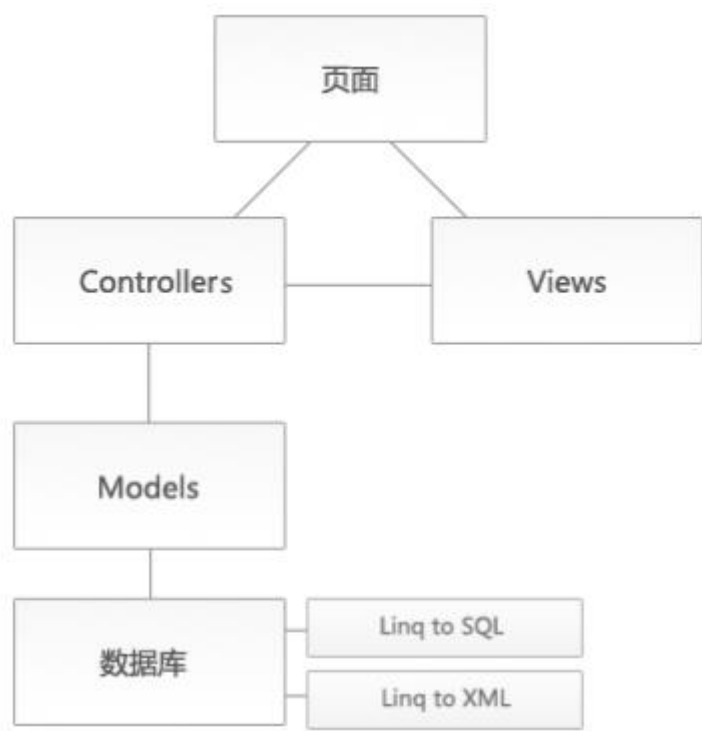 页面
Controllers
Views
Models
数据库
Linq to SQL
Linq to XML